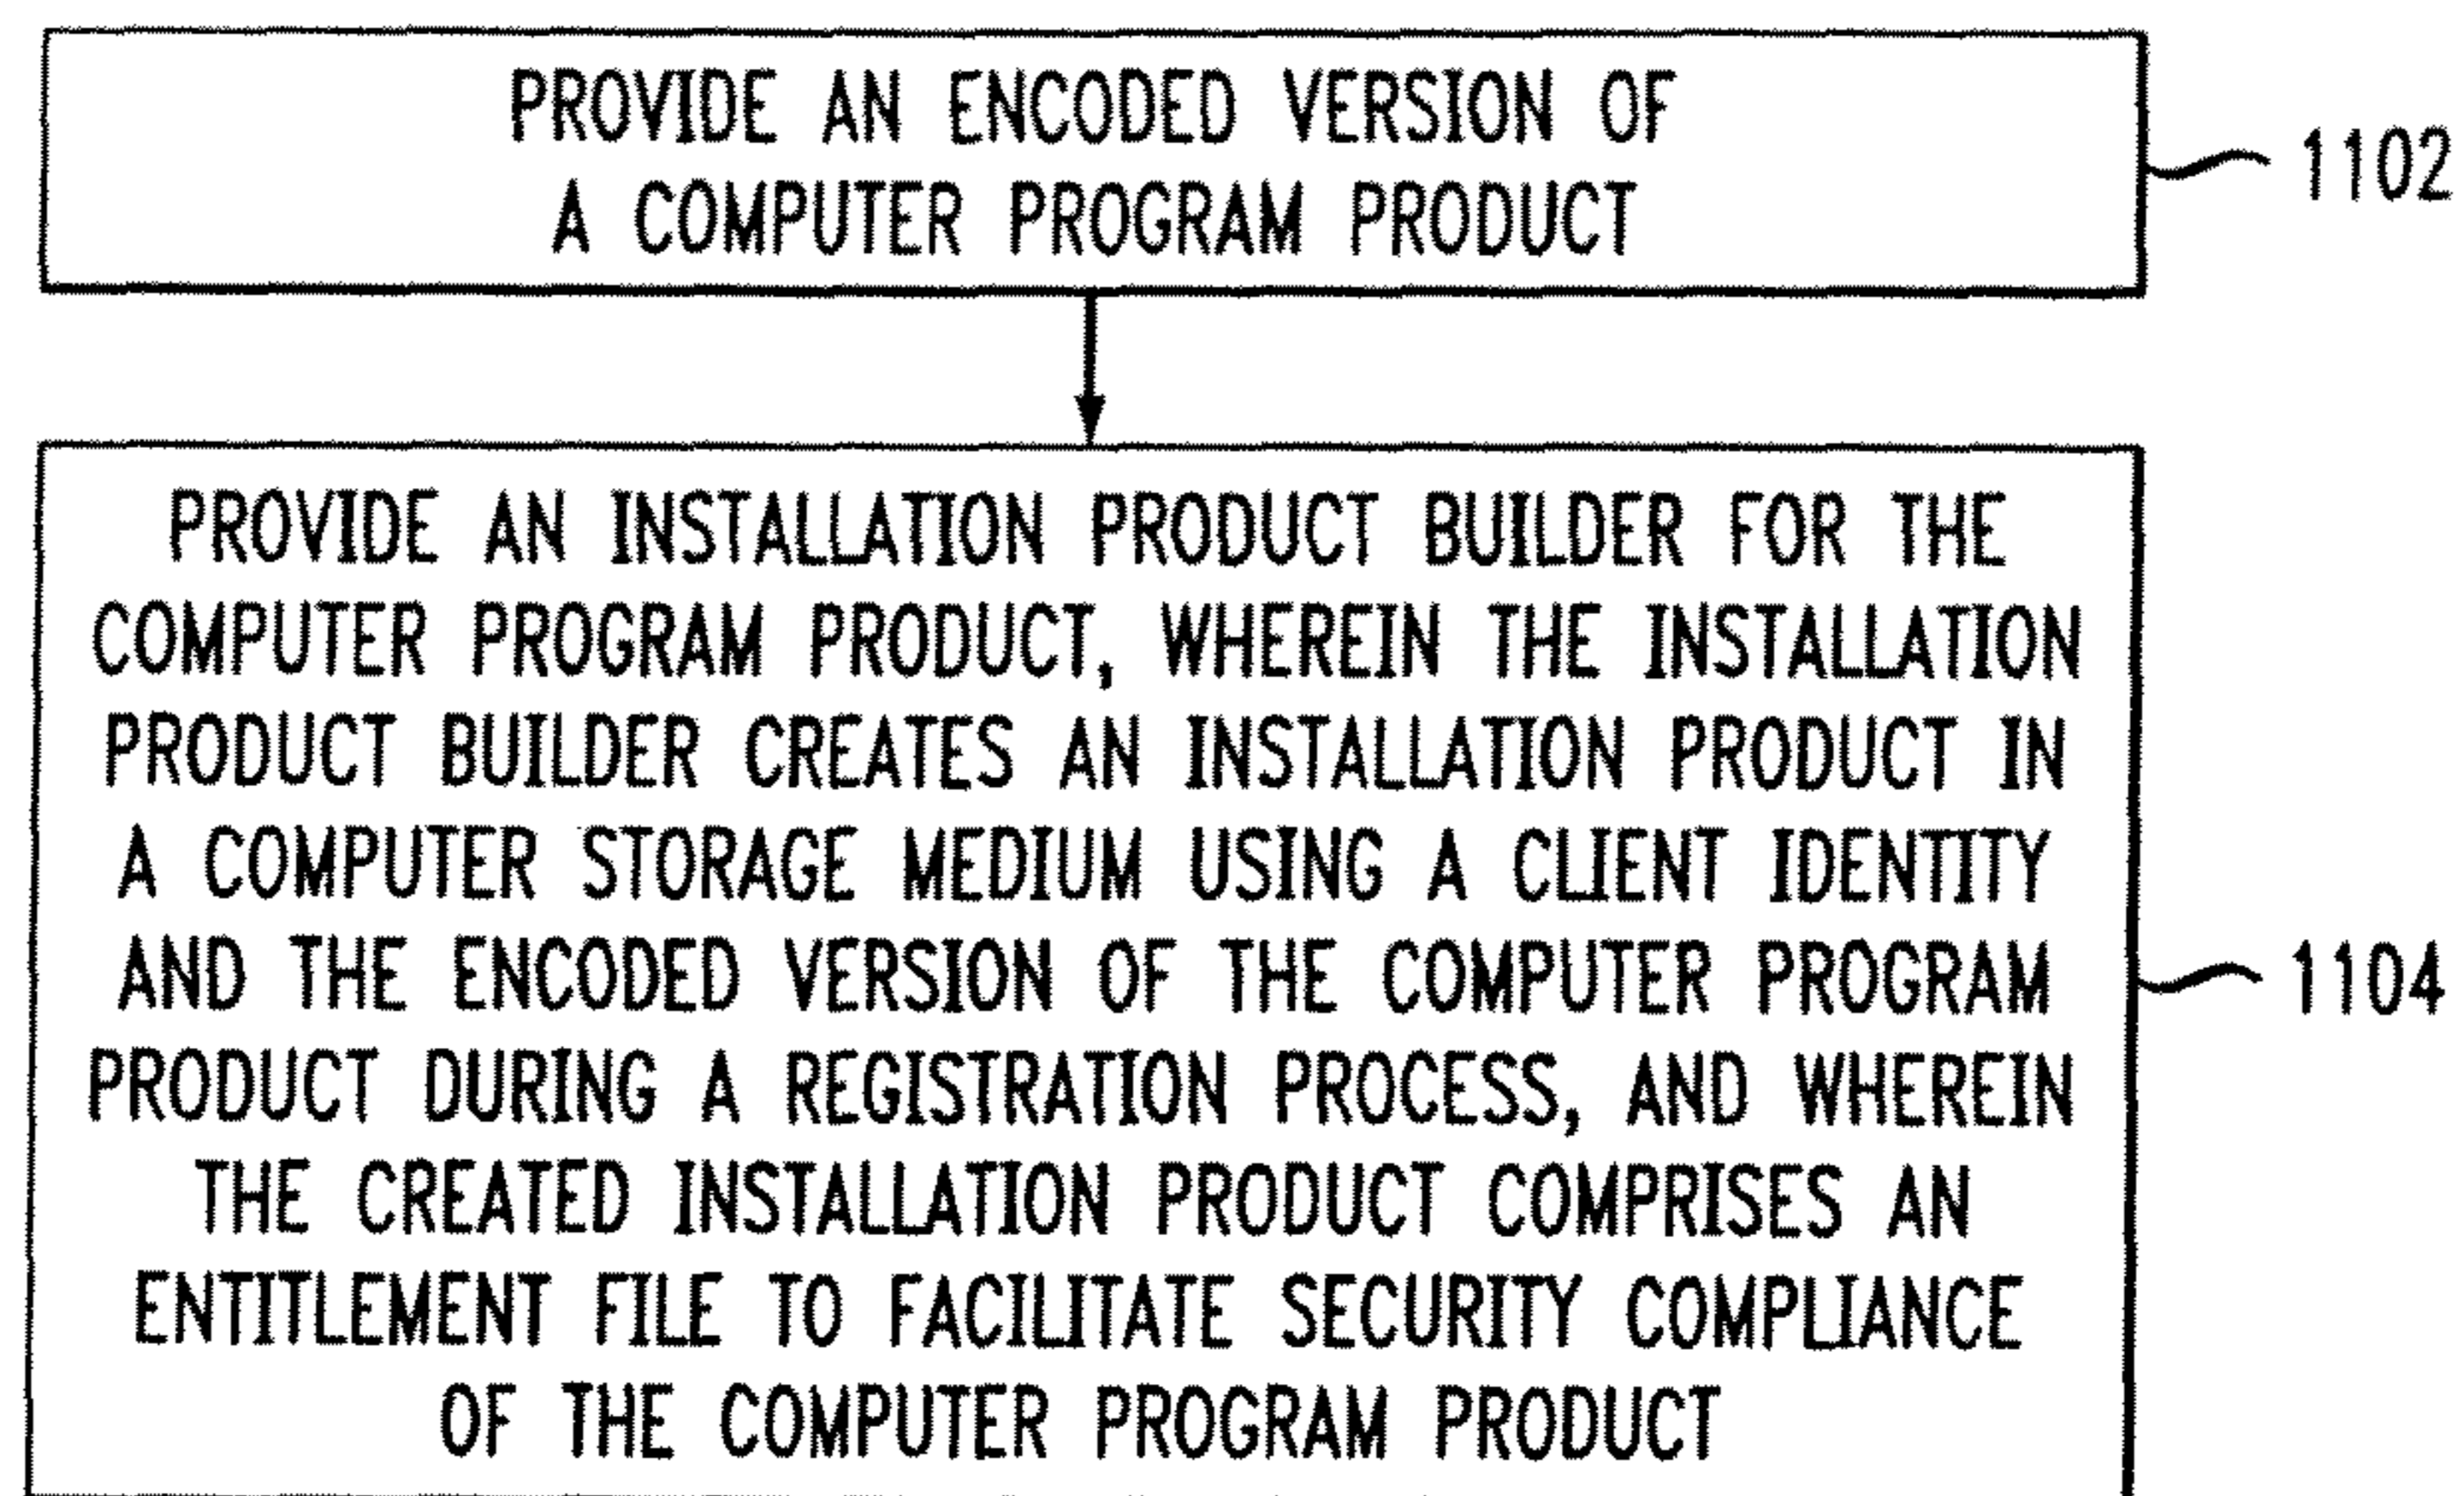 PROVIDE AN ENCODED VERSION OF
A COMPUTER PROGRAM PRODUCT
1102
PROVIDE AN INSTALLATION PRODUCT BUILDER FOR THE
COMPUTER PROGRAM PRODUCT, WHEREIN THE INSTALLATION
PRODUCT BUILDER CREATES AN INSTALLATION PRODUCT IN
A COMPUTER STORAGE MEDIUM USING A CLIENT IDENTITY
AND THE ENCODED VERSION OF THE COMPUTER PROGRAM
PRODUCT DURING A REGISTRATION PROCESS, AND WHEREIN
THE CREATED INSTALLATION PRODUCT COMPRISES AN
ENTITLEMENT FILE TO FACILITATE SECURITY COMPLIANCE
OF THE COMPUTER PROGRAM PRODUCT
1104